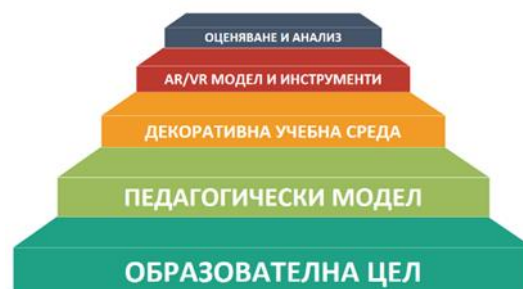 ОЦЕНЯВАНЕ И АНАЛИЗ
AR/VR МОДЕЛ И ИНСТРУМЕНТИ
ДЕКОРАТИВНА УЧЕБНА СРЕДА
ПЕДАГОГИЧЕСКИ МОДЕЛ
ОБРАЗОВАТЕЛНА ЦЕЛ